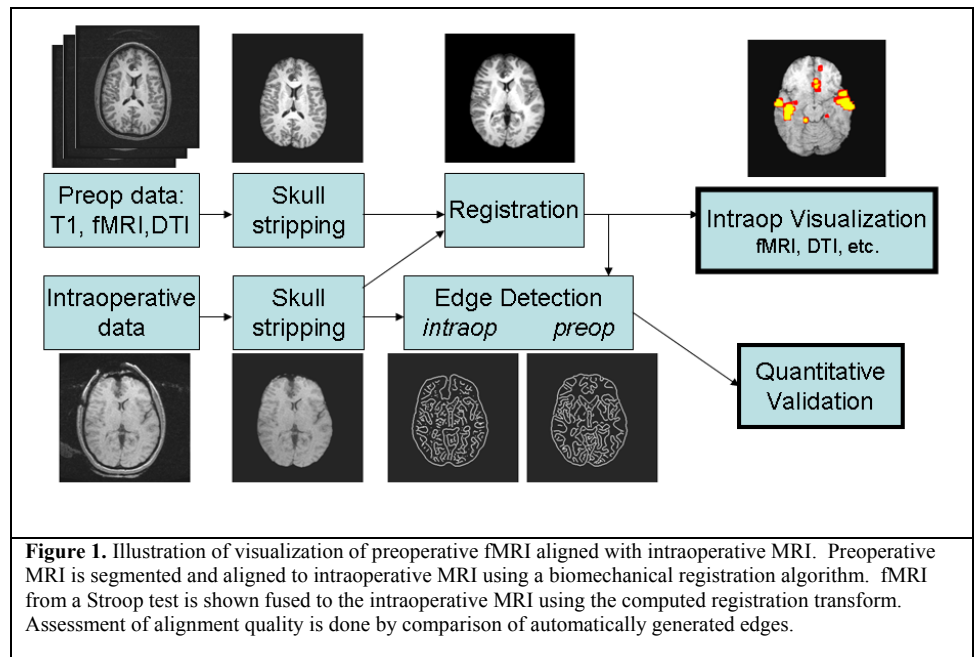 Preop data:
T1, fMRI,DTI
Skull
stripping
Registration
Intraop Visualization
fMRI, DTI, etc.
Intraoperative
data
Skull
stripping
Edge Detection
intraop preop
Quantitative
Validation
Figure 1. Illustration of visualization of preoperative fMRI aligned with intraoperative MRI. Preoperative
MRI is segmented and aligned to intraoperative MRI using a biomechanical registration algorithm. fMRI
from a Stroop test is shown fused to the intraoperative MRI using the computed registration transform.
Assessment of alignment quality is done by comparison of automatically generated edges.